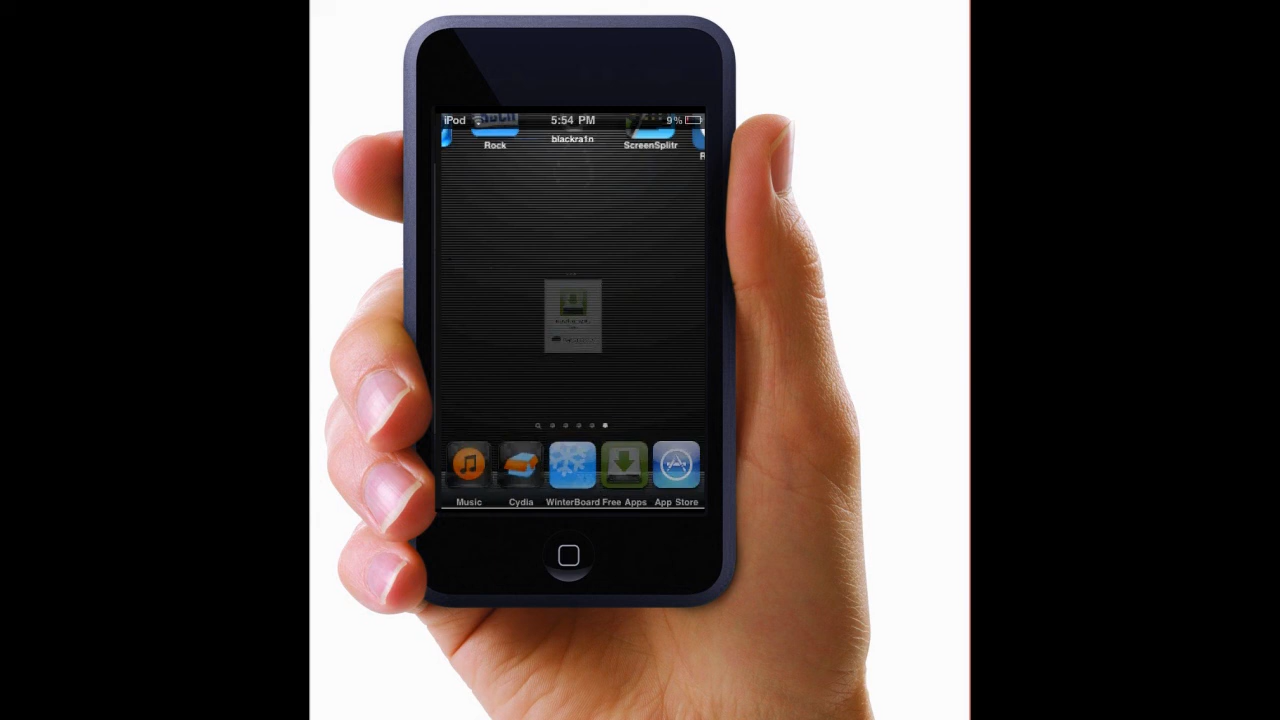 iPod 5:54 PM 9%
Rock blackra1n ScreenSplitr R
Music Cydia WinterBoard Free Apps App Store